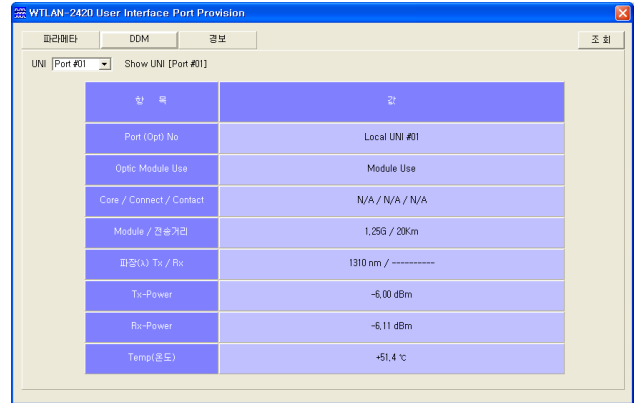 WTLAN-2420 User Interface Port Provision
파라메타 DDM 경보 조 회
UNI Port #01 Show UNI [Port #01]
항 목 값
Port (Opt) No Local UNI #01
Optic Module Use Module Use
Core / Connect / Contact N/A / N/A / N/A
Module / 전송거리 1,25G / 20Km
파장(λ) Tx / Rx 1310 nm / ----------
Tx-Power -6,00 dBm
Rx-Power -6,11 dBm
Temp(온도) +51,4 ℃